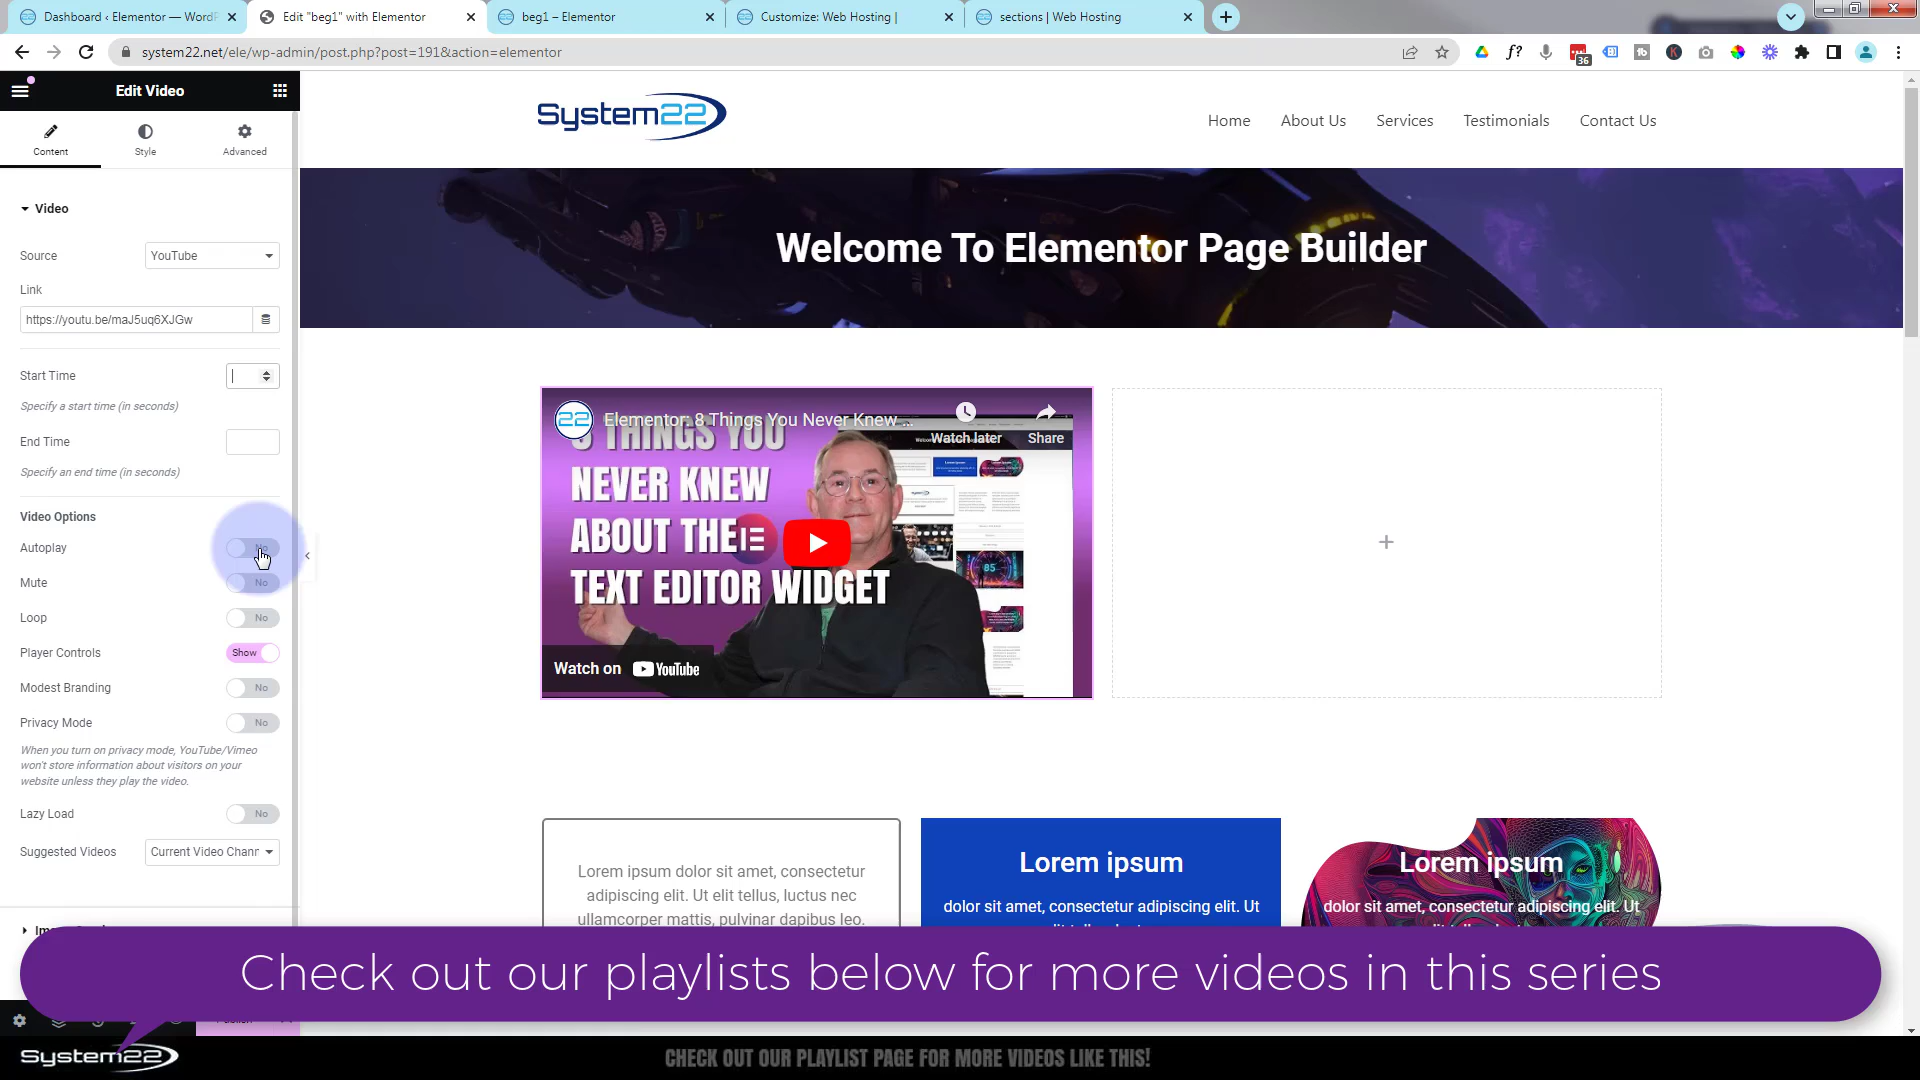 Dashboard ‹ Elementor — WordP
Edit "beg1" with Elementor
beg1 – Elementor
Customize: Web Hosting |
sections | Web Hosting
system22.net/ele/wp-admin/post.php?post=191&action=elementor
f?
36
tb
K
Edit Video
Content
Style
Advanced
Video
Source
YouTube
Link
https://youtu.be/maJ5uq6XJGw
Start Time
Specify a start time (in seconds)
End Time
Specify an end time (in seconds)
Video Options
Autoplay
No
Mute
No
Loop
No
Player Controls
Show
Modest Branding
No
Privacy Mode
No
When you turn on privacy mode, YouTube/Vimeo
won't store information about visitors on your
website unless they play the video.
Lazy Load
No
Suggested Videos
Current Video Chann
System22
Home
About Us
Services
Testimonials
Contact Us
Welcome To Elementor Page Builder
22
Elementor: 8 Things You Never Knew ...
Watch later
Share
8 THINGS YOU
NEVER KNEW
ABOUT THE
TEXT EDITOR WIDGET
Lorem ipsum
85
Watch on
YouTube
Lorem ipsum dolor sit amet, consectetur
adipiscing elit. Ut elit tellus, luctus nec
ullamcorper mattis, pulvinar dapibus leo.
Lorem ipsum
dolor sit amet, consectetur adipiscing elit. Ut
Lorem ipsum
dolor sit amet, consectetur adipiscing elit. Ut
Check out our playlists below for more videos in this series
System22
CHECK OUT OUR PLAYLIST PAGE FOR MORE VIDEOS LIKE THIS!